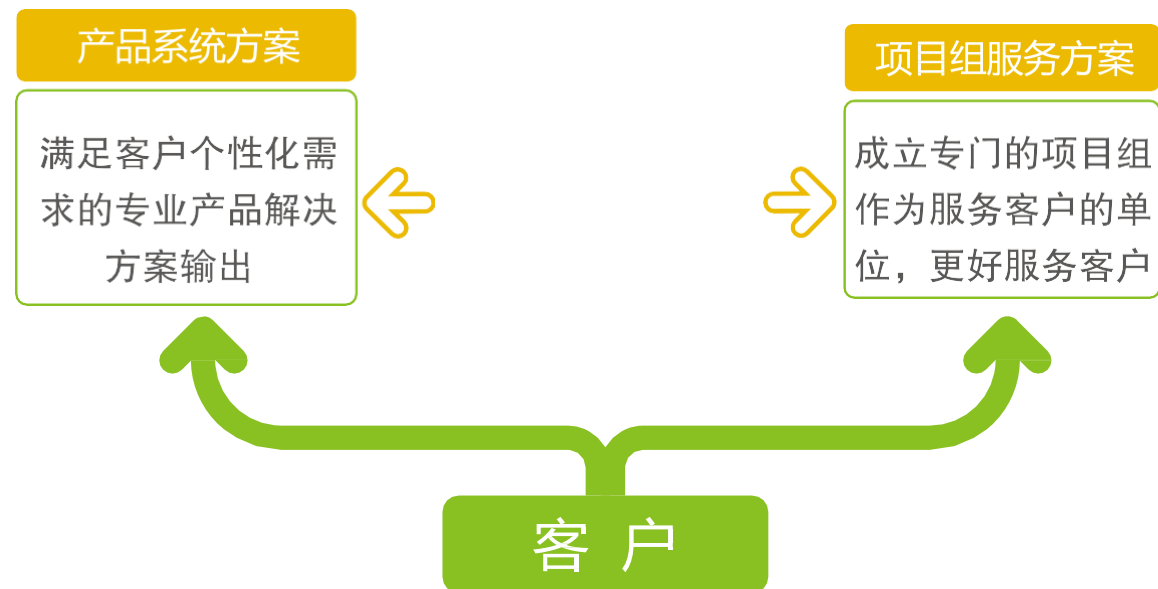 产品系统方案
满足客户个性化需
求的专业产品解决
方案输出
项目组服务方案
成立专门的项目组
作为服务客户的单
位，更好服务客户
客 户